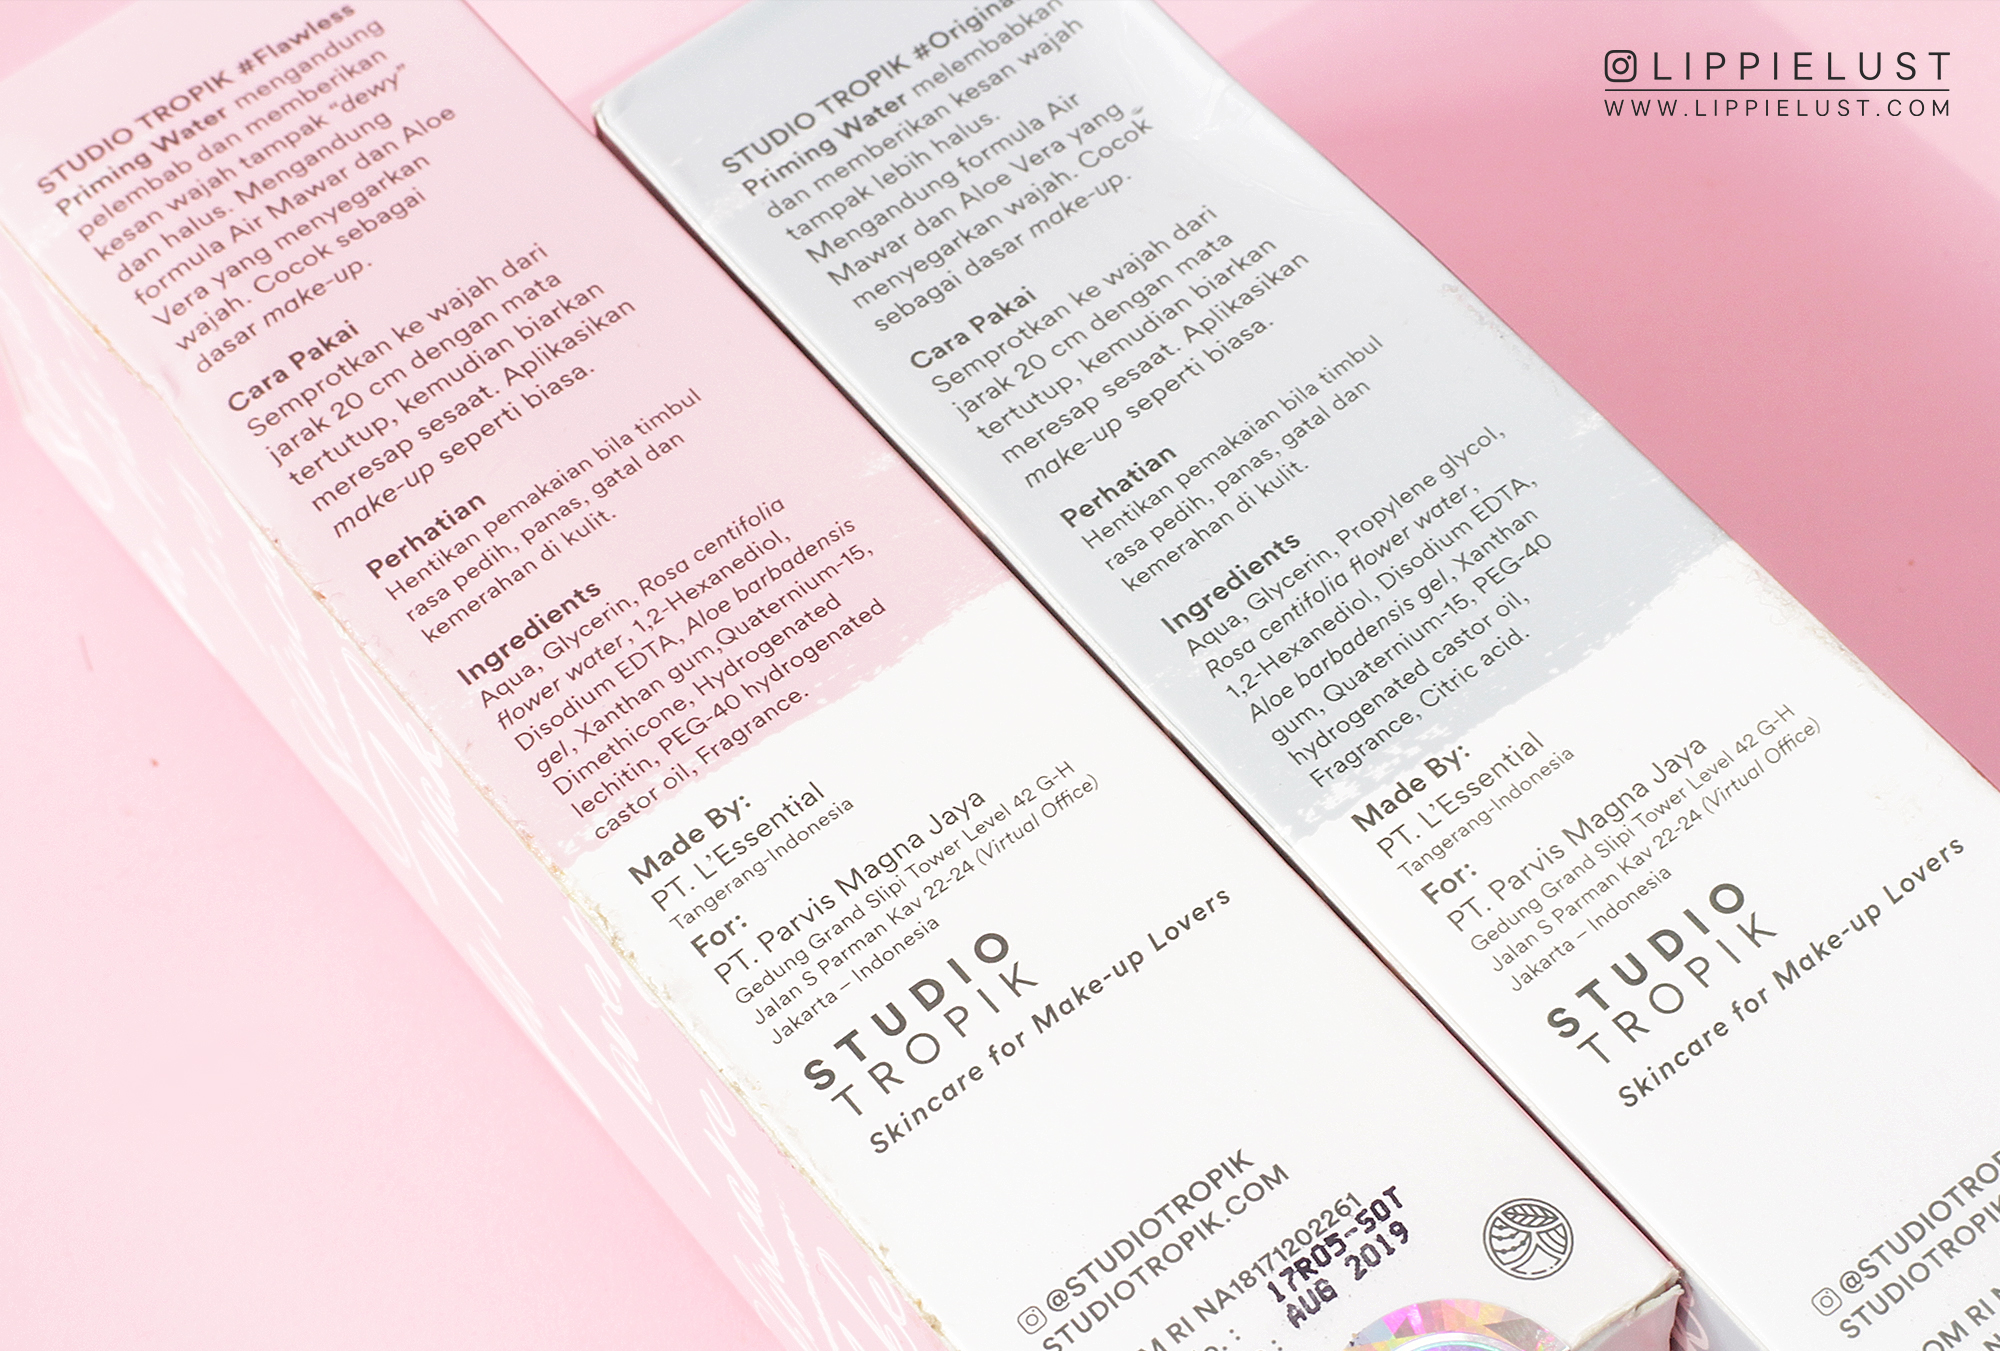 LIPPIELUST
WWW.LIPPIELUST.COM
STUDIO TROPIK #Flawless
Priming Water mengandung
pelembab dan memberikan
kesan wajah tampak “dewy”
dan halus. Mengandung
formula Air Mawar dan Aloe
Vera yang menyegarkan
wajah. Cocok sebagai
dasar make-up.
Cara Pakai
Semprotkan ke wajah dari
jarak 20 cm dengan mata
tertutup, kemudian biarkan
meresap sesaat. Aplikasikan
make-up seperti biasa.
Perhatian
Hentikan pemakaian bila timbul
rasa pedih, panas, gatal dan
kemerahan di kulit.
Ingredients
Aqua, Glycerin, Rosa centifolia
flower water, 1,2-Hexanediol,
Disodium EDTA, Aloe barbadensis
gel, Xanthan gum,Quaternium-15,
Dimethicone, Hydrogenated
lechitin, PEG-40 hydrogenated
castor oil, Fragrance.
Made By:
PT. L’Essential
Tangerang-Indonesia
For:
PT. Parvis Magna Jaya
Gedung Grand Slipi Tower Level 42 G-H
Jalan S Parman Kav 22-24 (Virtual Office)
Jakarta – Indonesia
STUDIO
TROPIK
Skincare for Make-up Lovers
@STUDIOTROPIK
STUDIOTROPIK.COM
OM RI NA18171202261
17R05-SOT
AUG 2019
STUDIO TROPIK #Original
Priming Water melembabkan
dan memberikan kesan wajah
tampak lebih halus.
Mengandung formula Air
Mawar dan Aloe Vera yang
menyegarkan wajah. Cocok
sebagai dasar make-up.
Cara Pakai
Semprotkan ke wajah dari
jarak 20 cm dengan mata
tertutup, kemudian biarkan
meresap sesaat. Aplikasikan
make-up seperti biasa.
Perhatian
Hentikan pemakaian bila timbul
rasa pedih, panas, gatal dan
kemerahan di kulit.
Ingredients
Aqua, Glycerin, Propylene glycol,
Rosa centifolia flower water,
1,2-Hexanediol, Disodium EDTA,
Aloe barbadensis gel, Xanthan
gum, Quaternium-15, PEG-40
hydrogenated castor oil,
Fragrance, Citric acid.
Made By:
PT. L’Essential
Tangerang-Indonesia
For:
PT. Parvis Magna Jaya
Gedung Grand Slipi Tower Level 42 G-H
Jalan S Parman Kav 22-24 (Virtual Office)
Jakarta – Indonesia
STUDIO
TROPIK
Skincare for Make-up Lovers
@STUDIOTROP
STUDIOTROPIK
OM RI N